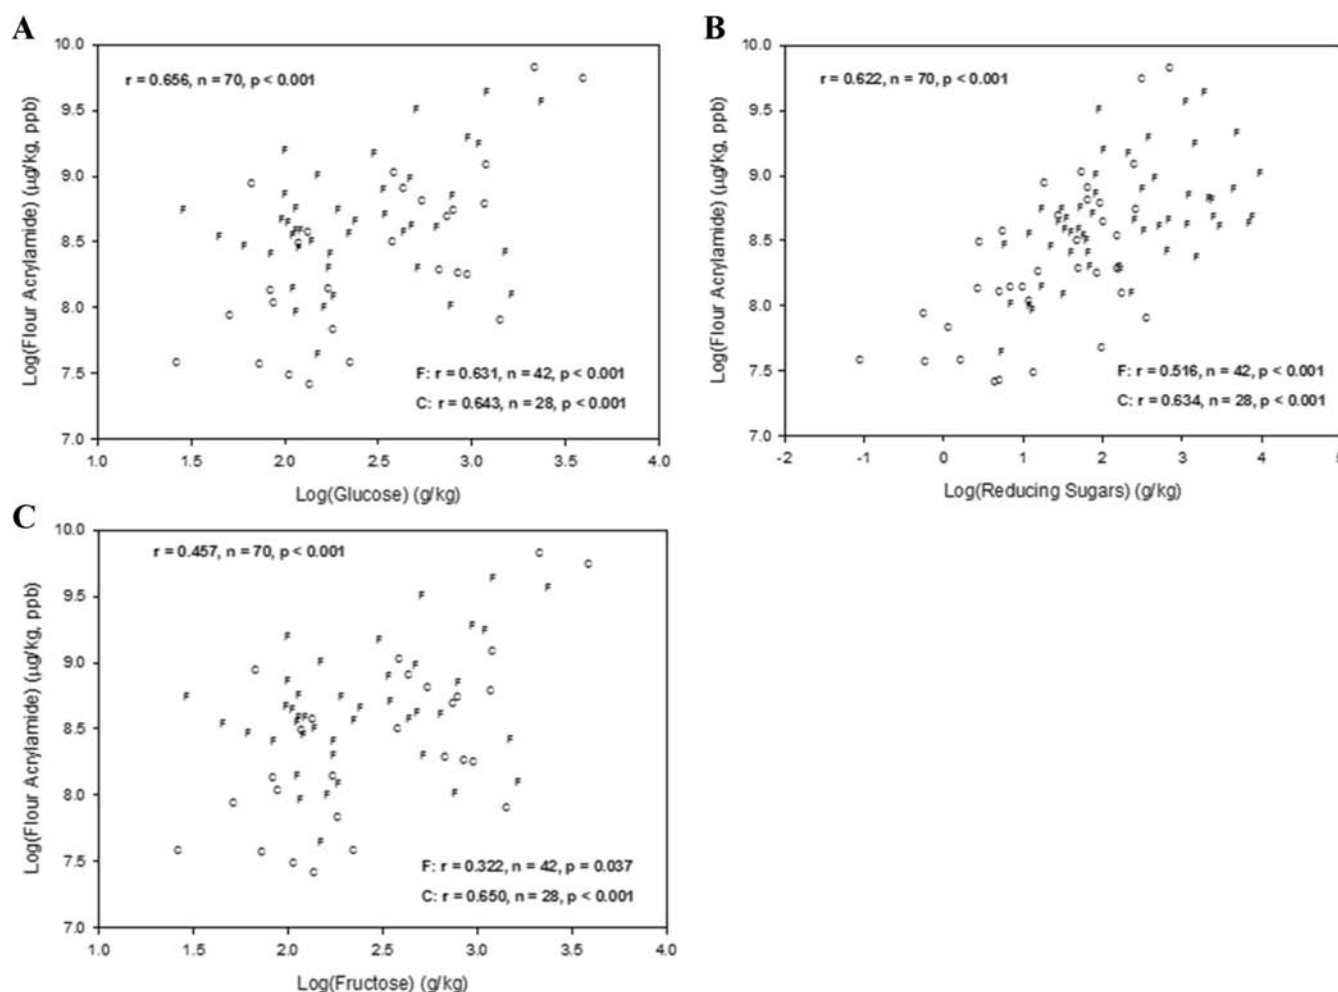 A
10.0
r = 0.656, n = 70, p < 0.001
9.5
9.0
8.5
8.0
7.5
7.0
Log(Flour Acrylamide) (µg/kg, ppb)
F: r = 0.631, n = 42, p < 0.001
C: r = 0.643, n = 28, p < 0.001
1.0 1.5 2.0 2.5 3.0 3.5 4.0
Log(Glucose) (g/kg)
B
10.0
r = 0.622, n = 70, p < 0.001
9.5
9.0
8.5
8.0
7.5
7.0
Log(Flour Acrylamide) (µg/kg, ppb)
F: r = 0.516, n = 42, p < 0.001
C: r = 0.634, n = 28, p < 0.001
-2 -1 0 1 2 3 4
Log(Reducing Sugars) (g/kg)
C
10.0
r = 0.457, n = 70, p < 0.001
9.5
9.0
8.5
8.0
7.5
7.0
Log(Flour Acrylamide) (µg/kg, ppb)
F: r = 0.322, n = 42, p = 0.037
C: r = 0.650, n = 28, p < 0.001
1.0 1.5 2.0 2.5 3.0 3.5 4.0
Log(Fructose) (g/kg)